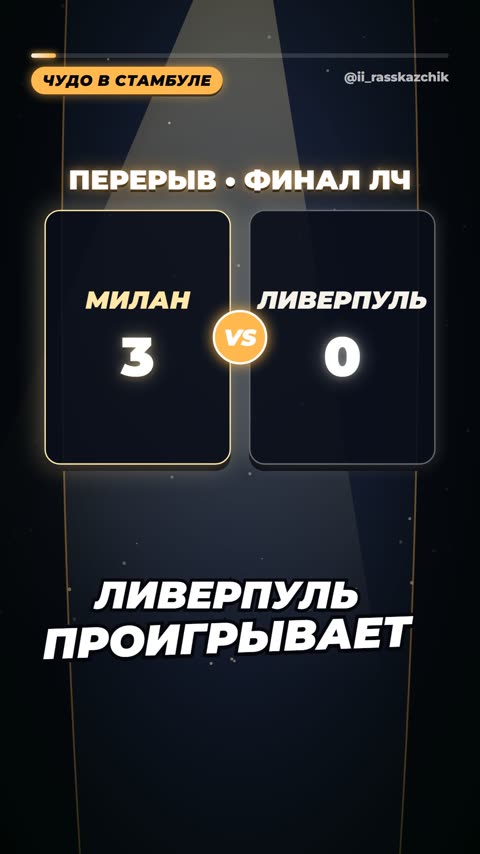 ЧУДО В СТАМБУЛЕ
@ii_rasskazchik
ПЕРЕРЫВ • ФИНАЛ ЛЧ
МИЛАН
3
VS
ЛИВЕРПУЛЬ
0
ЛИВЕРПУЛЬ
ПРОИГРЫВАЕТ